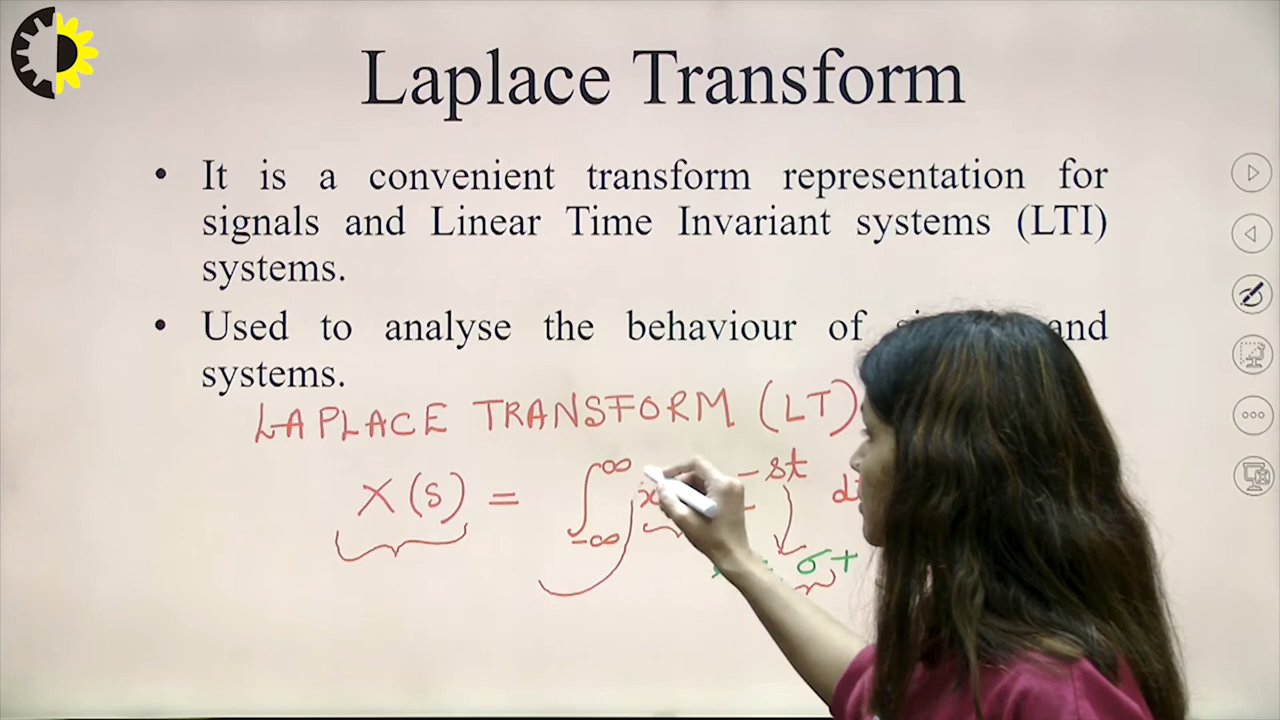 Laplace Transform
• It is a convenient transform representation for
signals and Linear Time Invariant systems (LTI)
systems.
• Used to analyse the behaviour of and
systems.
LAPLACE TRANSFORM (LT)
X(s) = ∫ ∞ -∞ - st
σ +